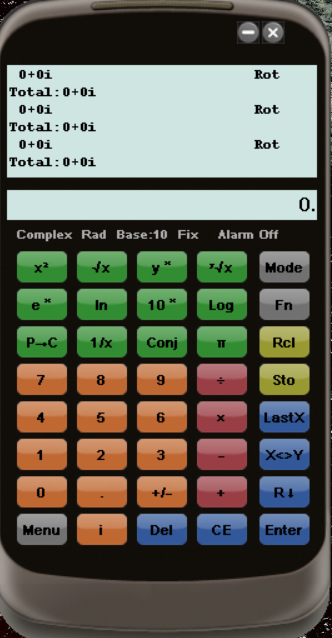 0+0i Rot
Total:0+0i
0+0i Rot
Total:0+0i
0+0i Rot
Total:0+0i
0.
Complex Rad Base:10 Fix Alarm Off
x² √x yˣ ˣ√x Mode
eˣ ln 10ˣ Log Fn
P→C 1/x Conj π Rcl
7 8 9 ÷ Sto
4 5 6 × LastX
1 2 3 − X<>Y
0 . +/− + R↓
Menu i Del CE Enter